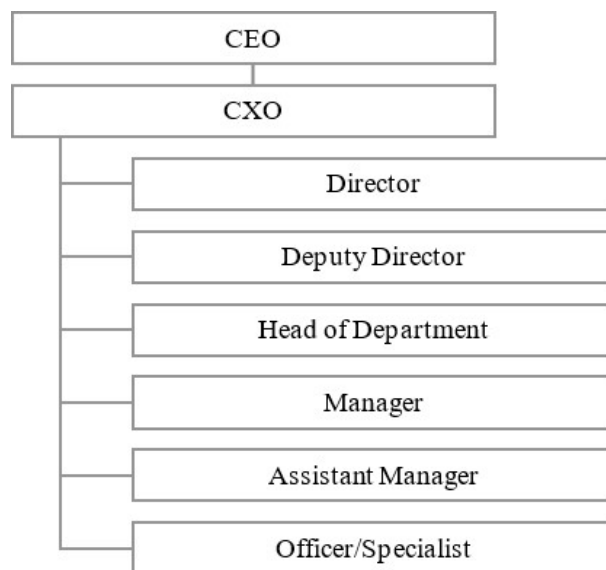 CEO
CXO
Director
Deputy Director
Head of Department
Manager
Assistant Manager
Officer/Specialist